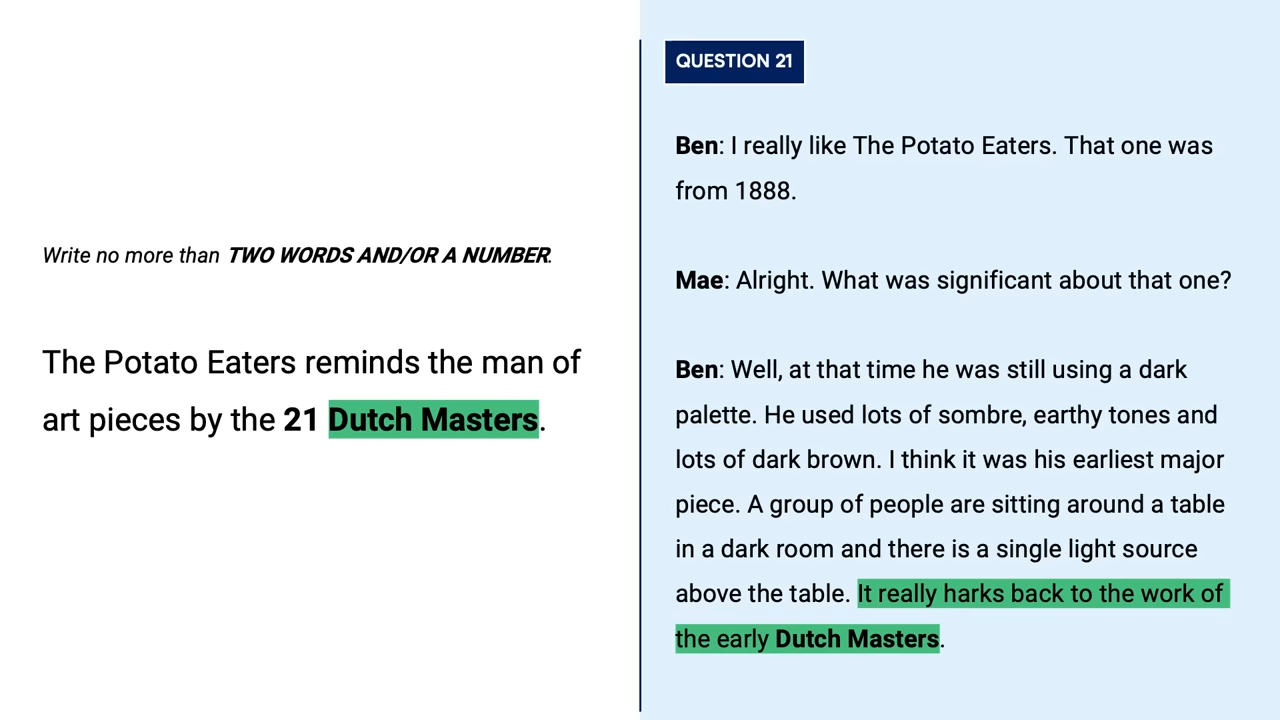 Write no more than TWO WORDS AND/OR A NUMBER.
The Potato Eaters reminds the man of
art pieces by the 21 Dutch Masters.
QUESTION 21
Ben: I really like The Potato Eaters. That one was
from 1888.
Mae: Alright. What was significant about that one?
Ben: Well, at that time he was still using a dark
palette. He used lots of sombre, earthy tones and
lots of dark brown. I think it was his earliest major
piece. A group of people are sitting around a table
in a dark room and there is a single light source
above the table. It really harks back to the work of
the early Dutch Masters.